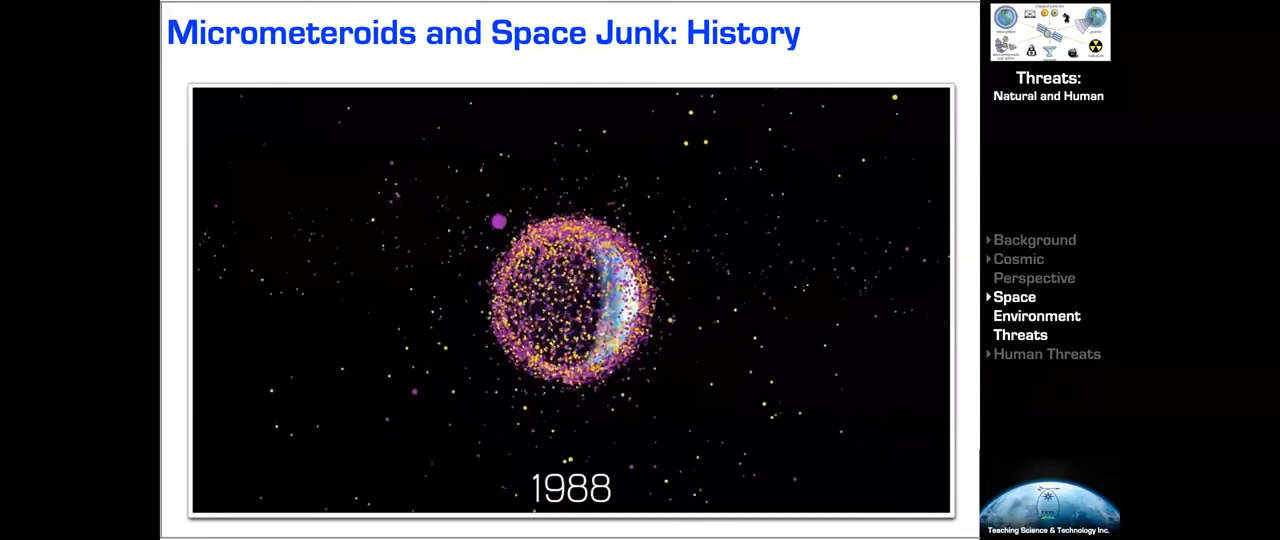 Micrometeroids and Space Junk: History
1988
Threats:
Natural and Human
Background
Cosmic
Perspective
Space
Environment
Threats
Human Threats
Teaching Science & Technology Inc.